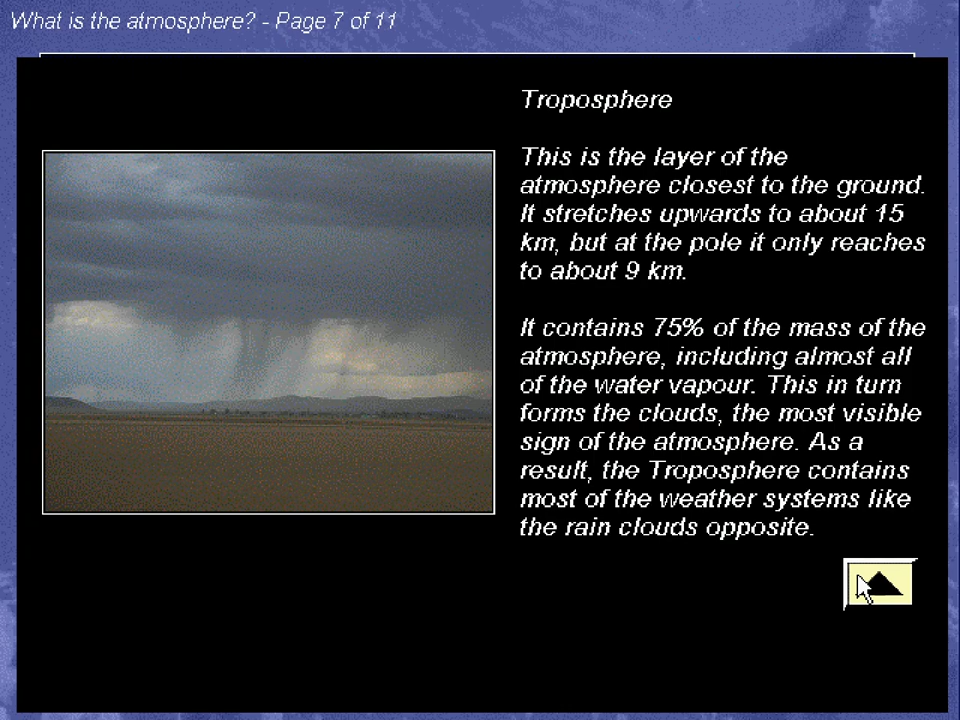 What is the atmosphere? - Page 7 of 11
Troposphere
This is the layer of the
atmosphere closest to the ground.
It stretches upwards to about 15
km, but at the pole it only reaches
to about 9 km.
It contains 75% of the mass of the
atmosphere, including almost all
of the water vapour. This in turn
forms the clouds, the most visible
sign of the atmosphere. As a
result, the Troposphere contains
most of the weather systems like
the rain clouds opposite.